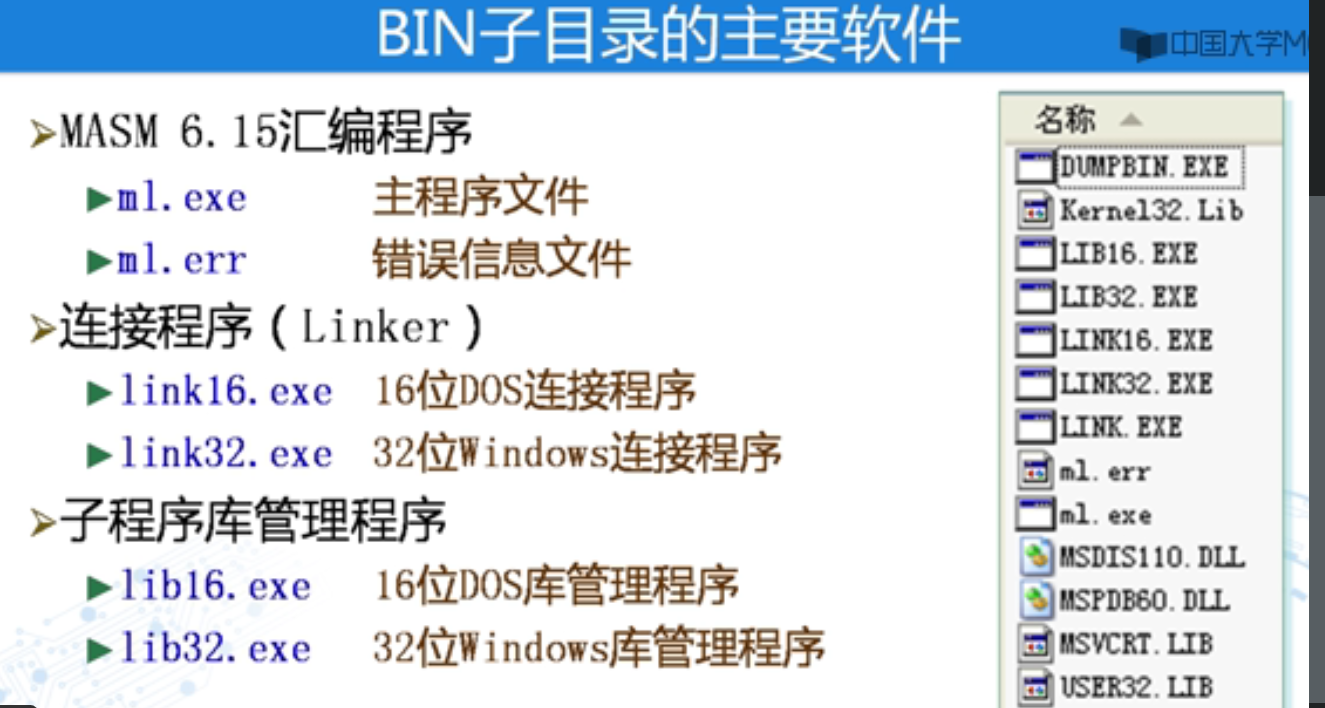 BIN子目录的主要软件
中国大学M
MASM 6.15汇编程序
ml.exe 主程序文件
ml.err 错误信息文件
连接程序(Linker)
link16.exe 16位DOS连接程序
link32.exe 32位Windows连接程序
子程序库管理程序
lib16.exe 16位DOS库管理程序
lib32.exe 32位Windows库管理程序
名称
DUMPBIN.EXE
Kernel32.Lib
LIB16.EXE
LIB32.EXE
LINK16.EXE
LINK32.EXE
LINK.EXE
ml.err
ml.exe
MSDIS110.DLL
MSPDB60.DLL
MSVCRT.LIB
USER32.LIB